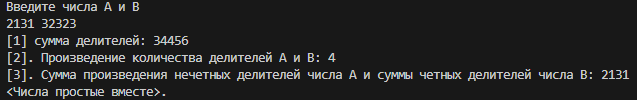 Введите числа А и В
2131 32323
[1] сумма делителей: 34456
[2]. Произведение количества делителей А и В: 4
[3]. Сумма произведения нечетных делителей числа А и суммы четных делителей числа В: 2131
<Числа простые вместе>.